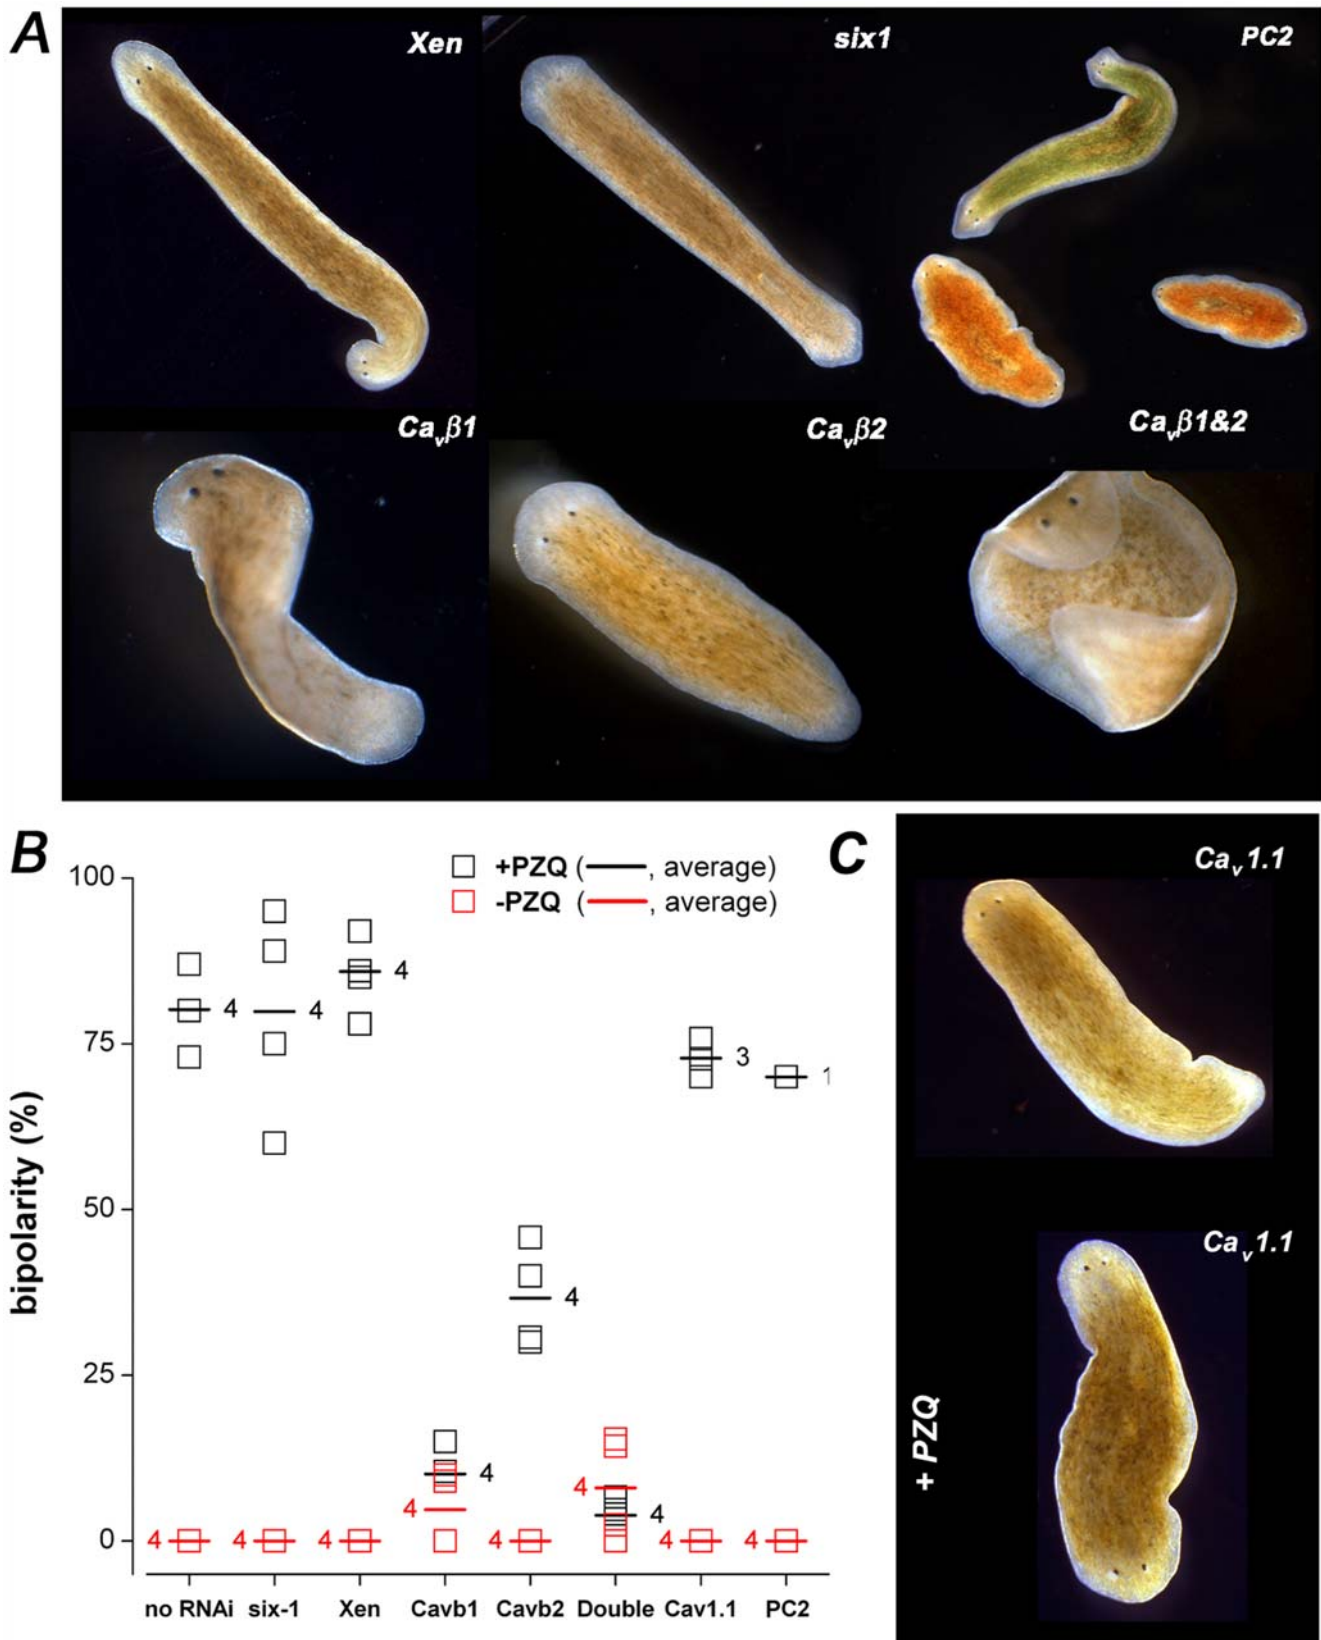 A
Xen
six1
PC2
Cavβ1
Cavβ2
Cavβ1&2
B
C
+PZQ (——, average)
-PZQ (——, average)
100
75
50
25
0
bipolarity (%)
4
4
4
3
1
4
4
4
4
4
4
4
4
4
4
4
no RNAi
six-1
Xen
Cavb1
Cavb2
Double
Cav1.1
PC2
Cav1.1
Cav1.1
+ PZQ